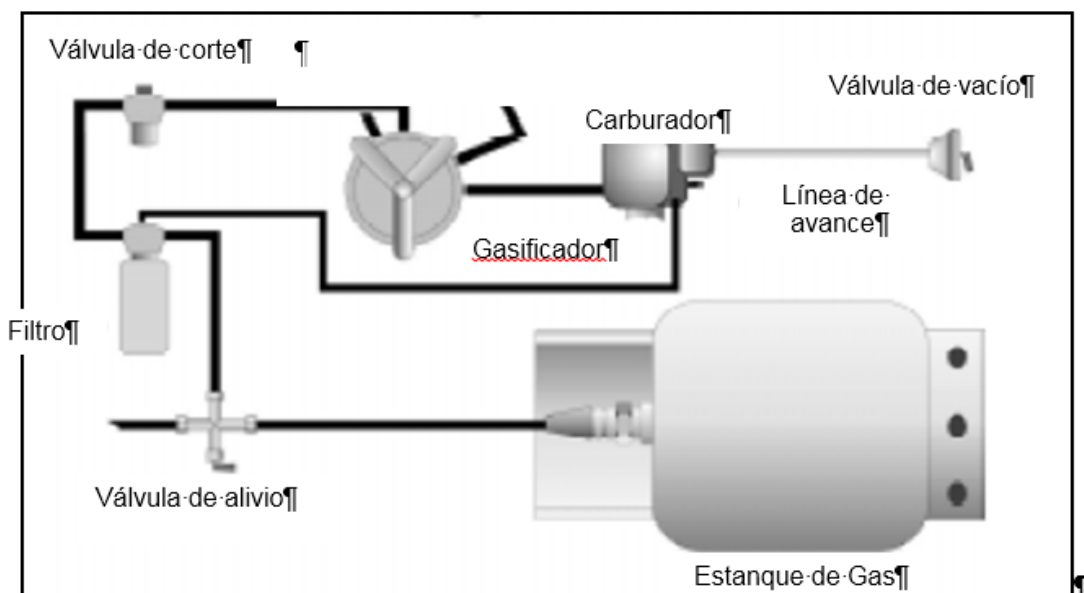 Válvula·de·corte¶ ¶
Válvula·de·vacío¶
Carburador¶
Línea·de·
avance¶
Gasificador¶
Filtro¶
Válvula·de·alivio¶
Estanque·de·Gas¶
¶